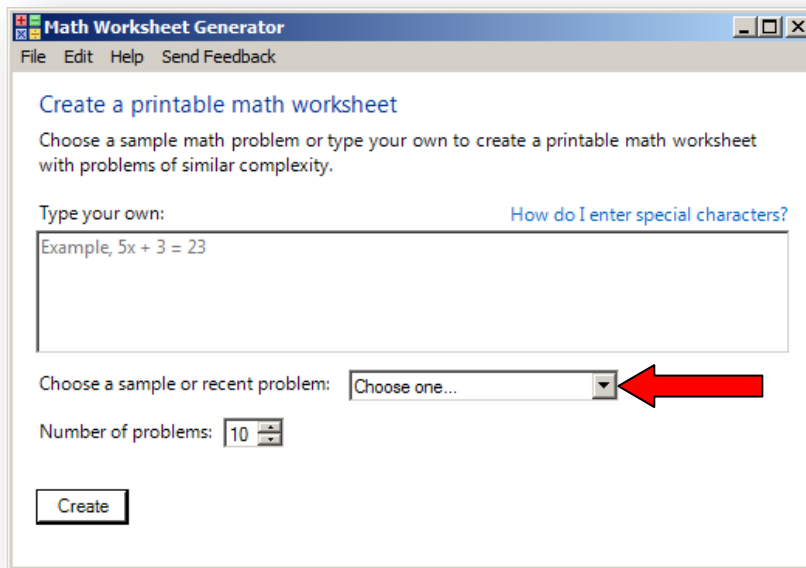 Math Worksheet Generator
File Edit Help Send Feedback
Create a printable math worksheet
Choose a sample math problem or type your own to create a printable math worksheet
with problems of similar complexity.
Type your own: How do I enter special characters?
Example, 5x + 3 = 23
Choose a sample or recent problem: Choose one...
Number of problems: 10
Create